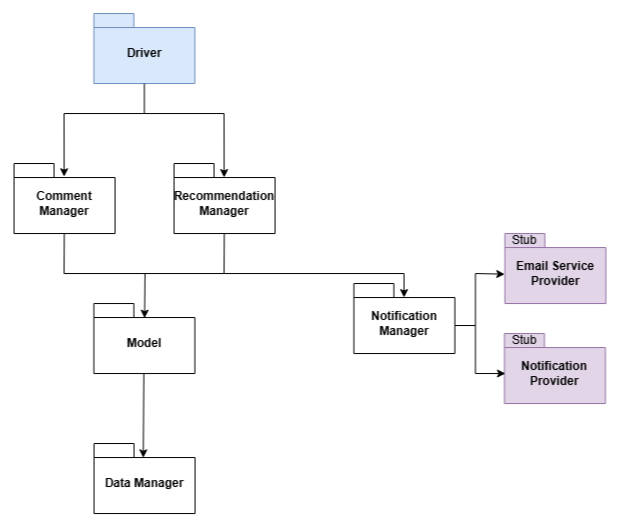 Driver
Comment
Manager
Recommendation
Manager
Stub
Email Service
Provider
Notification
Manager
Model
Stub
Notification
Provider
Data Manager